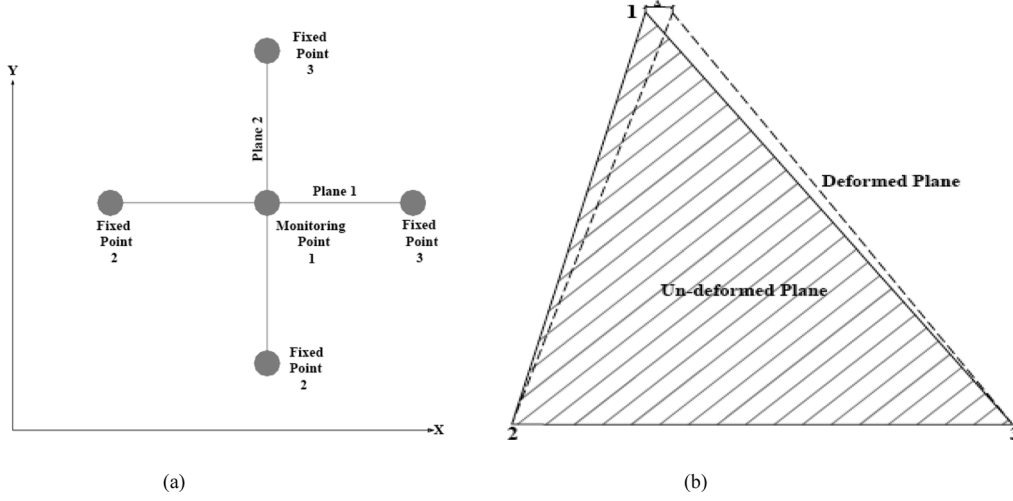 Y
Fixed
Point
3
Plane 2
Plane 1
Fixed
Point
2
Monitoring
Point
1
Fixed
Point
3
Fixed
Point
2
X
(a)
1
Deformed Plane
Un-deformed Plane
2
3
(b)